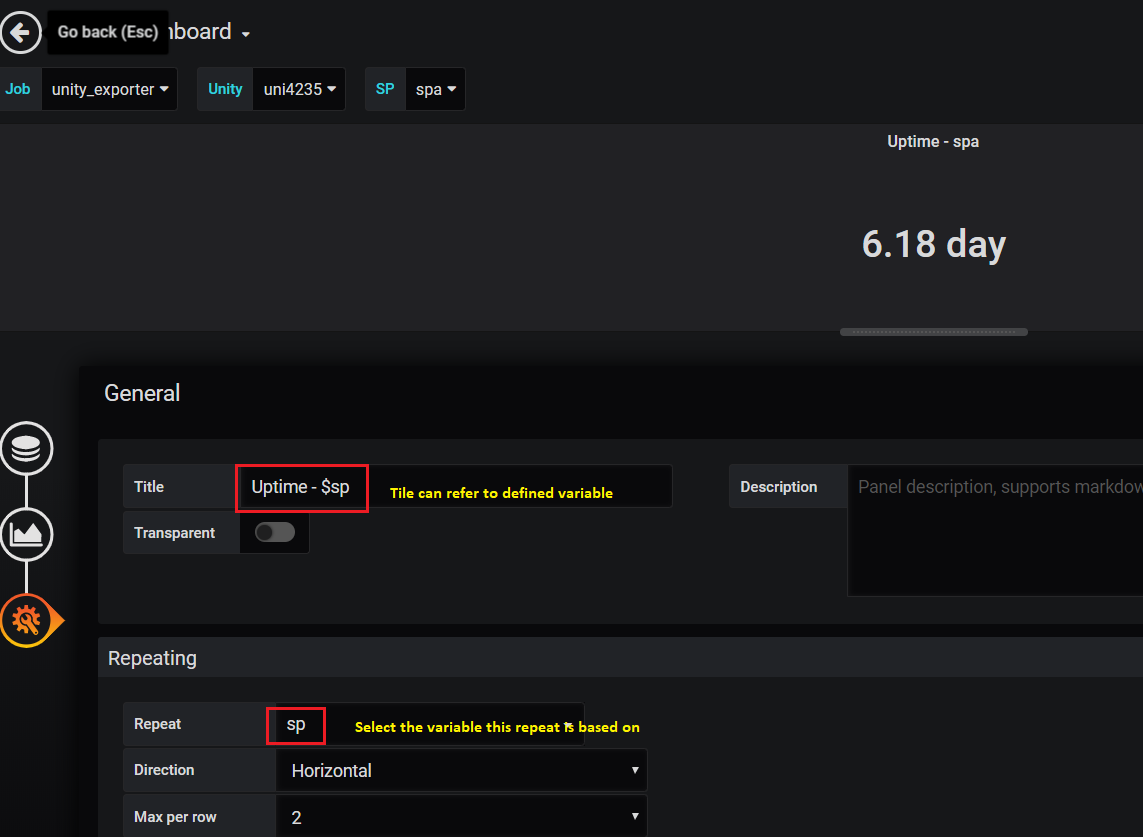 Go back (Esc) nboard
Job unity_exporter Unity uni4235 SP spa
Uptime - spa
6.18 day
General
Title Uptime - $sp Tile can refer to defined variable Description Panel description, supports markdow
Transparent
Repeating
Repeat sp Select the variable this repeat is based on
Direction Horizontal
Max per row 2